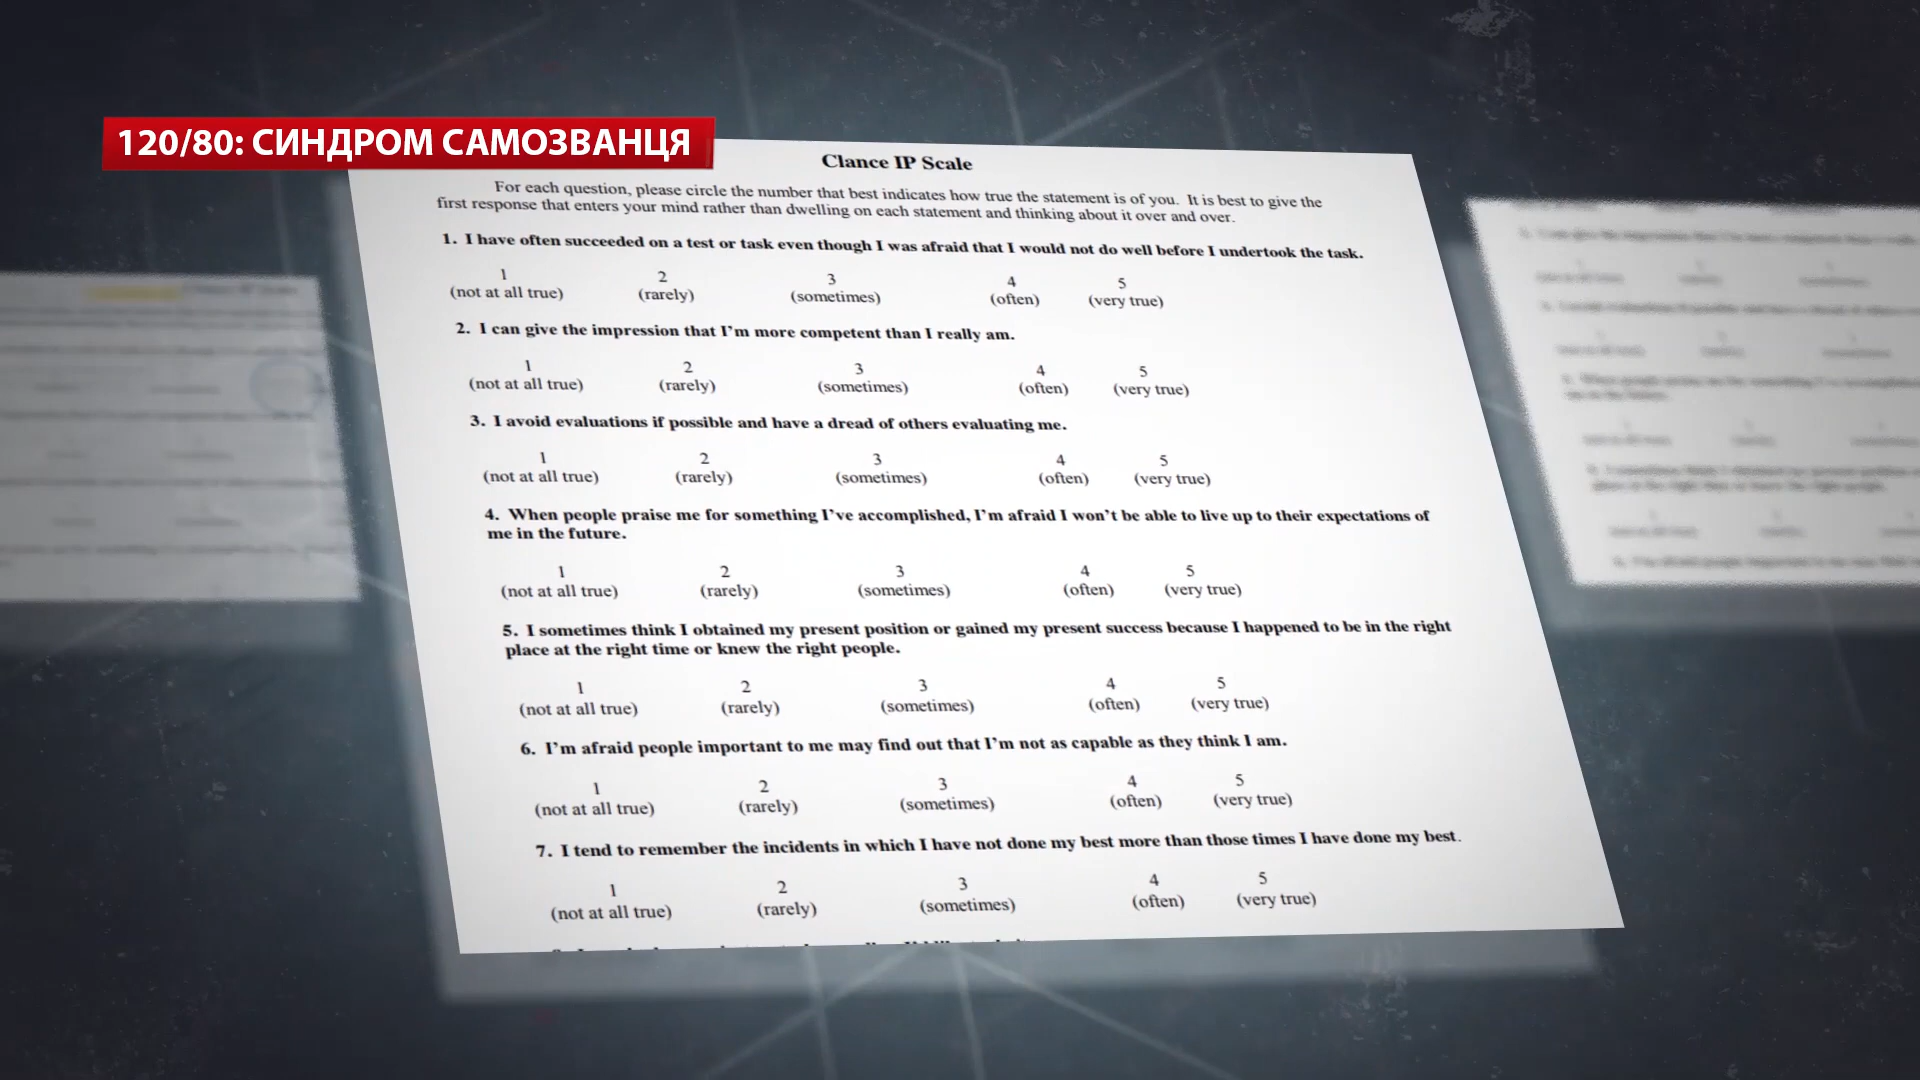 120/80: СИНДРОМ САМОЗВАНЦЯ
Clance IP Scale
For each question, please circle the number that best indicates how true the statement is of you. It is best to give the
first response that enters your mind rather than dwelling on each statement and thinking about it over and over.
1. I have often succeeded on a test or task even though I was afraid that I would not do well before I undertook the task.
1 2 3 4 5
(not at all true) (rarely) (sometimes) (often) (very true)
2. I can give the impression that I'm more competent than I really am.
1 2 3 4 5
(not at all true) (rarely) (sometimes) (often) (very true)
3. I avoid evaluations if possible and have a dread of others evaluating me.
1 2 3 4 5
(not at all true) (rarely) (sometimes) (often) (very true)
4. When people praise me for something I've accomplished, I'm afraid I won't be able to live up to their expectations of
me in the future.
1 2 3 4 5
(not at all true) (rarely) (sometimes) (often) (very true)
5. I sometimes think I obtained my present position or gained my present success because I happened to be in the right
place at the right time or knew the right people.
1 2 3 4 5
(not at all true) (rarely) (sometimes) (often) (very true)
6. I'm afraid people important to me may find out that I'm not as capable as they think I am.
1 2 3 4 5
(not at all true) (rarely) (sometimes) (often) (very true)
7. I tend to remember the incidents in which I have not done my best more than those times I have done my best.
1 2 3 4 5
(not at all true) (rarely) (sometimes) (often) (very true)